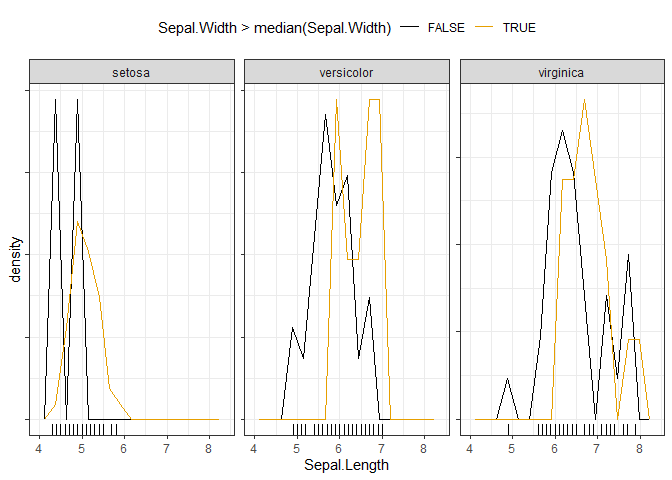 Sepal.Width > median(Sepal.Width) FALSE TRUE
setosa versicolor virginica
density
4 5 6 7 8 4 5 6 7 8 4 5 6 7 8
Sepal.Length